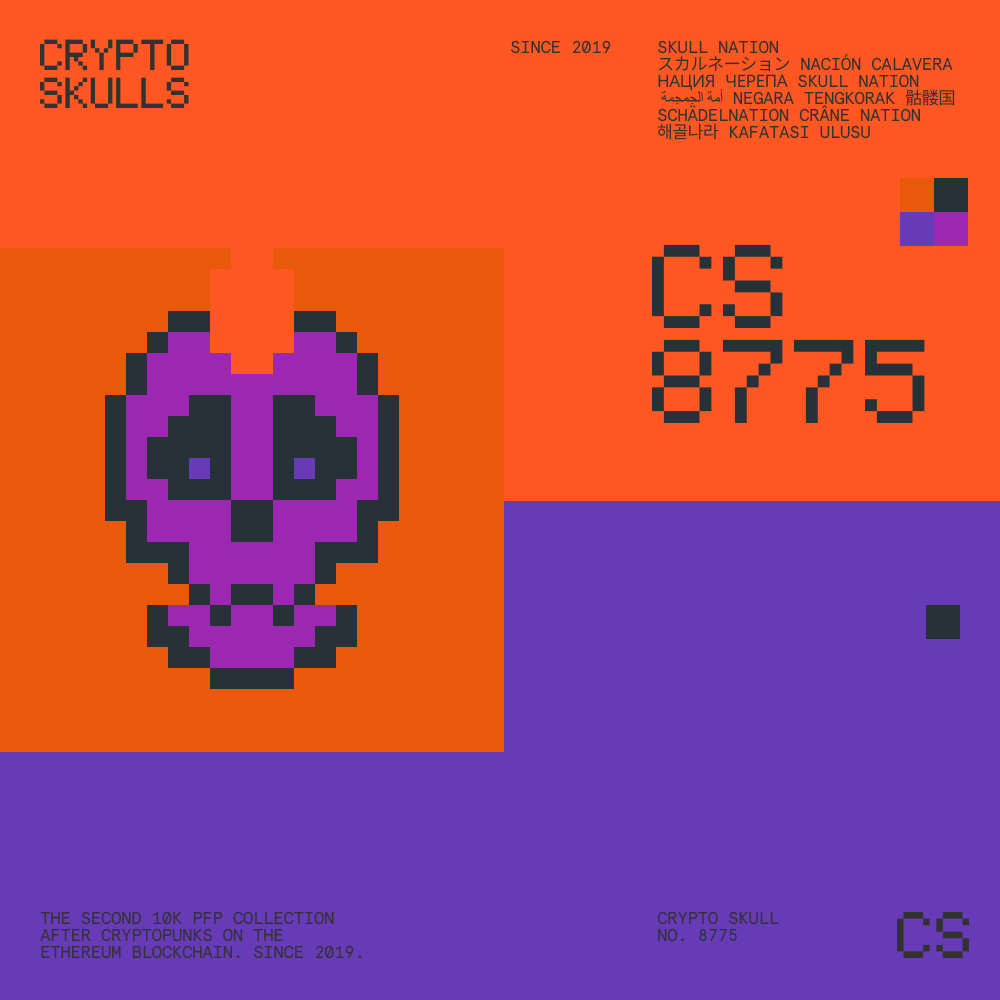 CRYPTO
SKULLS
SINCE 2019
SKULL NATION
スカルネーション NACIÓN CALAVERA
НАЦИЯ ЧЕРЕПА SKULL NATION
أمة الجمجمة NEGARA TENGKORAK 骷髅国
SCHÄDELNATION CRÂNE NATION
해골나라 KAFATASI ULUSU
CS
8775
THE SECOND 10K PFP COLLECTION
AFTER CRYPTOPUNKS ON THE
ETHEREUM BLOCKCHAIN. SINCE 2019.
CRYPTO SKULL
NO. 8775
CS